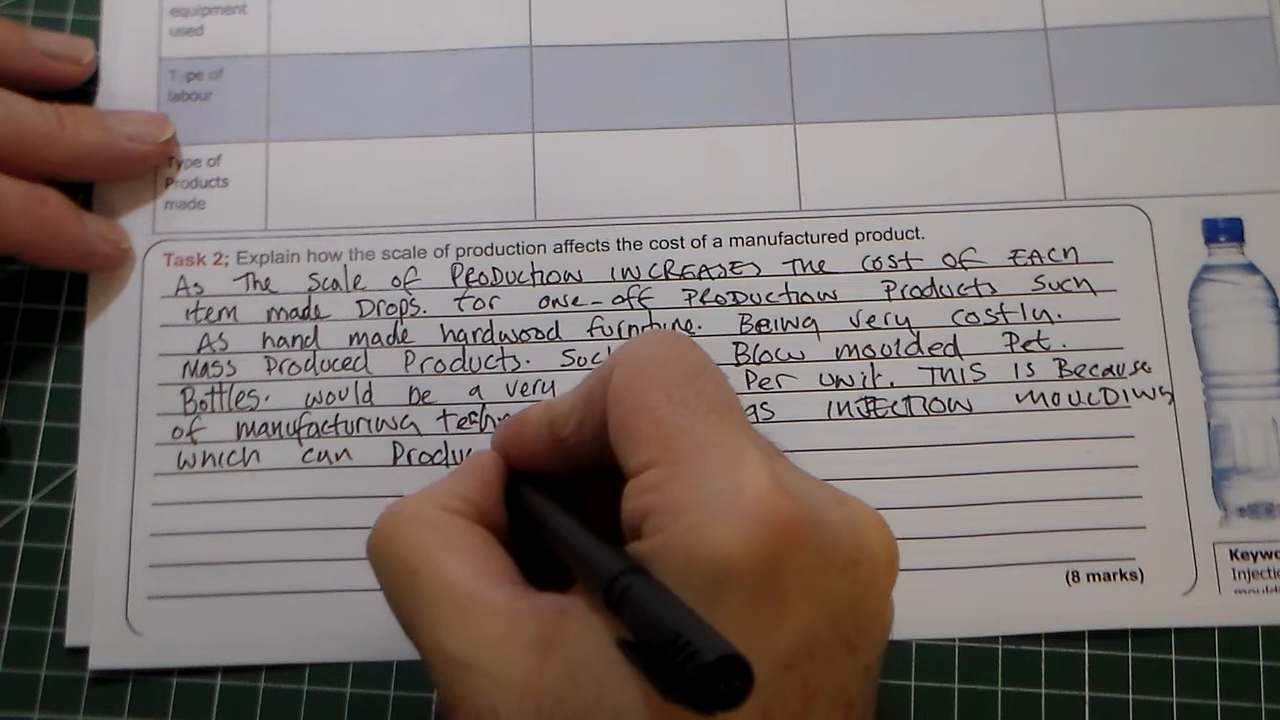 equipment
used
Type of
labour
Type of
Products
made
Task 2; Explain how the scale of production affects the cost of a manufactured product.
As The Scale of PRODUCTION INCREASES THE cost of EACH
item made Drops. for one-off PRODUCTION Products Such
As hand made hardwood furniture. Being very costly.
Mass Produced Products. Blow moulded Pet.
Bottles. would be a very Per unit. THIS IS Because
of manufacturing as INJECTION MOULDING
which can
(8 marks)